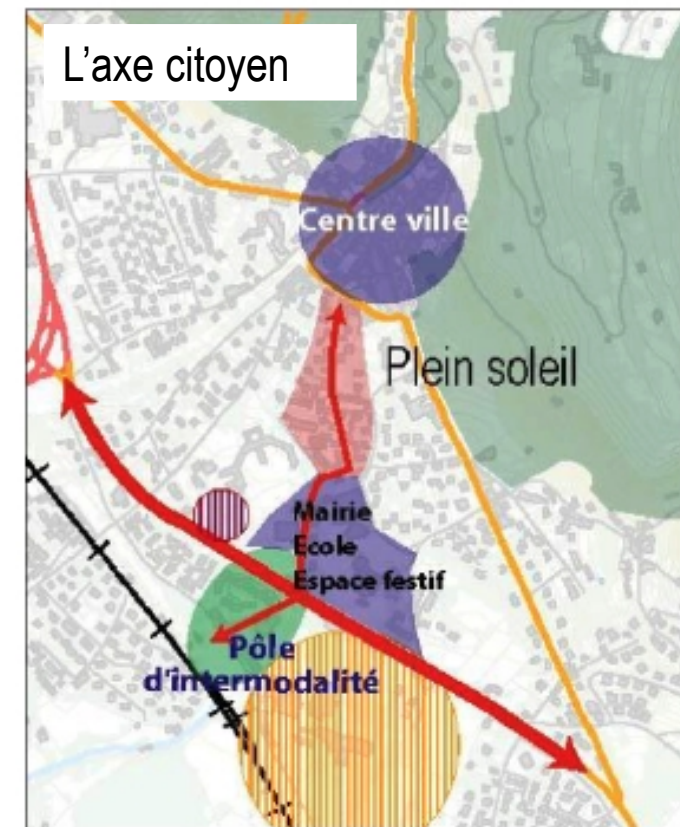 L'axe citoyen
Centre ville
Plein soleil
Mairie
Ecole
Espace festif
Pôle
d'intermodalité